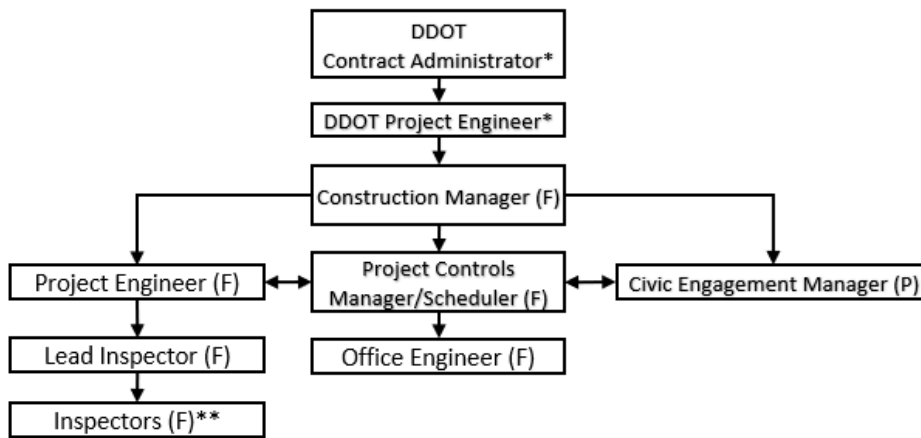 DDOT
Contract Administrator*
DDOT Project Engineer*
Construction Manager (F)
Project Engineer (F)
Project Controls
Manager/Scheduler (F)
Civic Engagement Manager (P)
Lead Inspector (F)
Office Engineer (F)
Inspectors (F)**